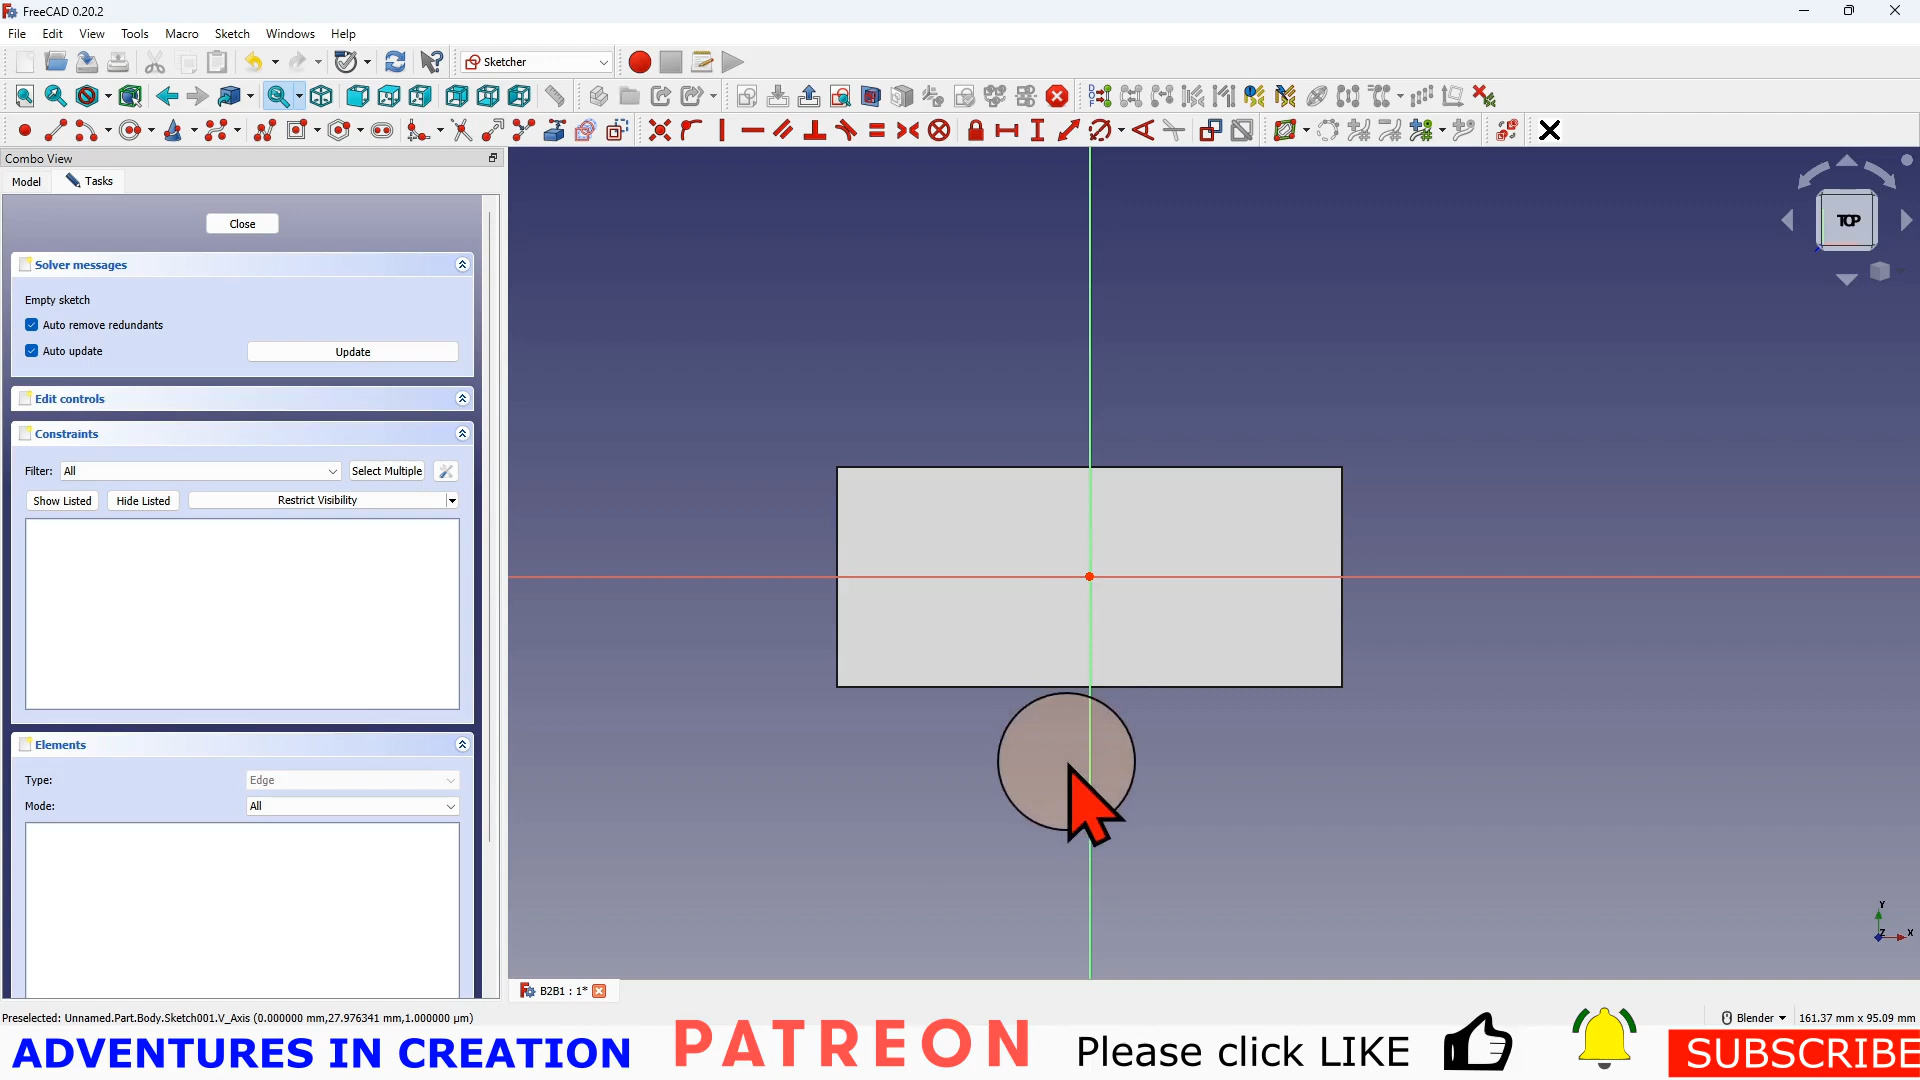 FreeCAD 0.20.2
File Edit View Tools Macro Sketch Windows Help
Sketcher
Combo View
Model Tasks
Close
Solver messages
Empty sketch
Auto remove redundants
Auto update Update
Edit controls
Constraints
Filter: All Select Multiple
Show Listed Hide Listed Restrict Visibility
Elements
Type: Edge
Mode: All
TOP
Y
Z X
B2B1 : 1*
Preselected: Unnamed.Part.Body.Sketch001.V_Axis (0.000000 mm,27.976341 mm,1.000000 µm)
Blender 161.37 mm x 95.09 mm
ADVENTURES IN CREATION PATREON Please click LIKE SUBSCRIBE